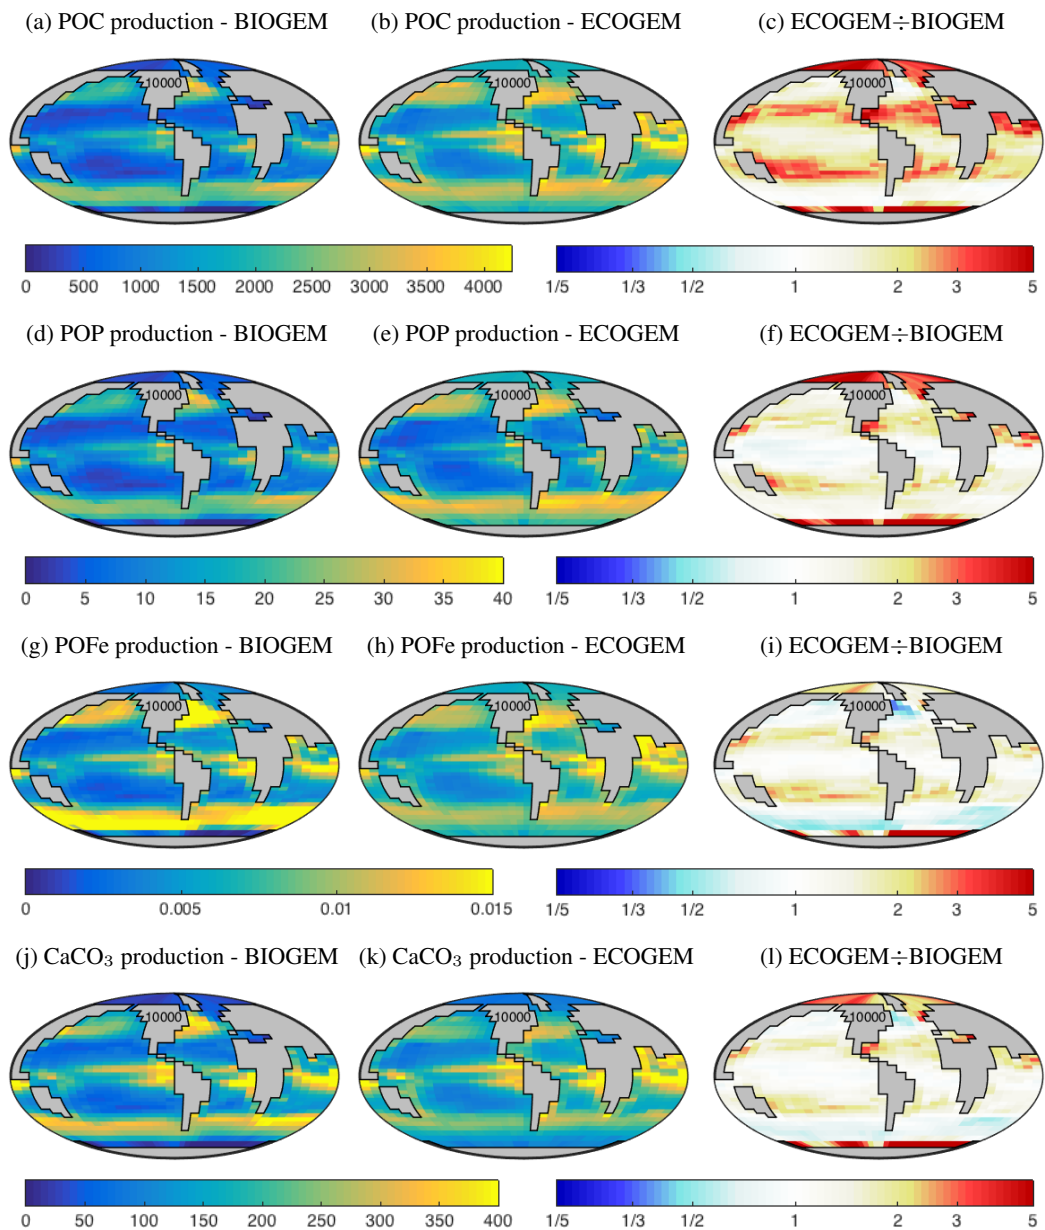 (a) POC production - BIOGEM (b) POC production - ECOGEM (c) ECOGEM÷BIOGEM
10000 10000 10000
0 500 1000 1500 2000 2500 3000 3500 4000 1/5 1/3 1/2 1 2 3 5
(d) POP production - BIOGEM (e) POP production - ECOGEM (f) ECOGEM÷BIOGEM
10000 10000 10000
0 5 10 15 20 25 30 35 40 1/5 1/3 1/2 1 2 3 5
(g) POFe production - BIOGEM (h) POFe production - ECOGEM (i) ECOGEM÷BIOGEM
10000 10000 10000
0 0.005 0.01 0.015 1/5 1/3 1/2 1 2 3 5
(j) CaCO₃ production - BIOGEM (k) CaCO₃ production - ECOGEM (l) ECOGEM÷BIOGEM
10000 10000 10000
0 50 100 150 200 250 300 350 400 1/5 1/3 1/2 1 2 3 5